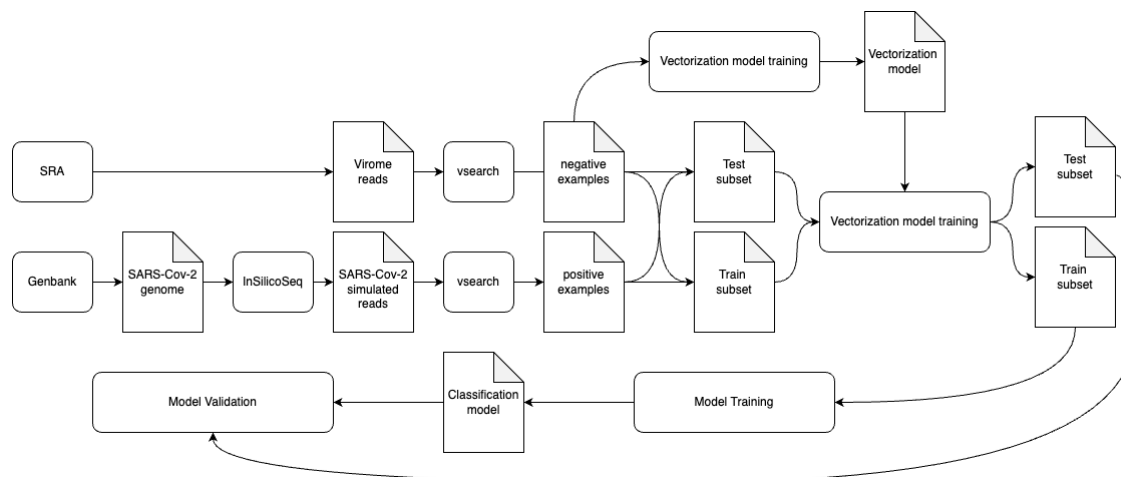 Vectorization model training
Vectorization
model
SRA
Virome
reads
vsearch
negative
examples
Test
subset
Vectorization model training
Test
subset
Genbank
SARS-Cov-2
genome
InSilicoSeq
SARS-Cov-2
simulated
reads
vsearch
positive
examples
Train
subset
Train
subset
Model Validation
Classification
model
Model Training